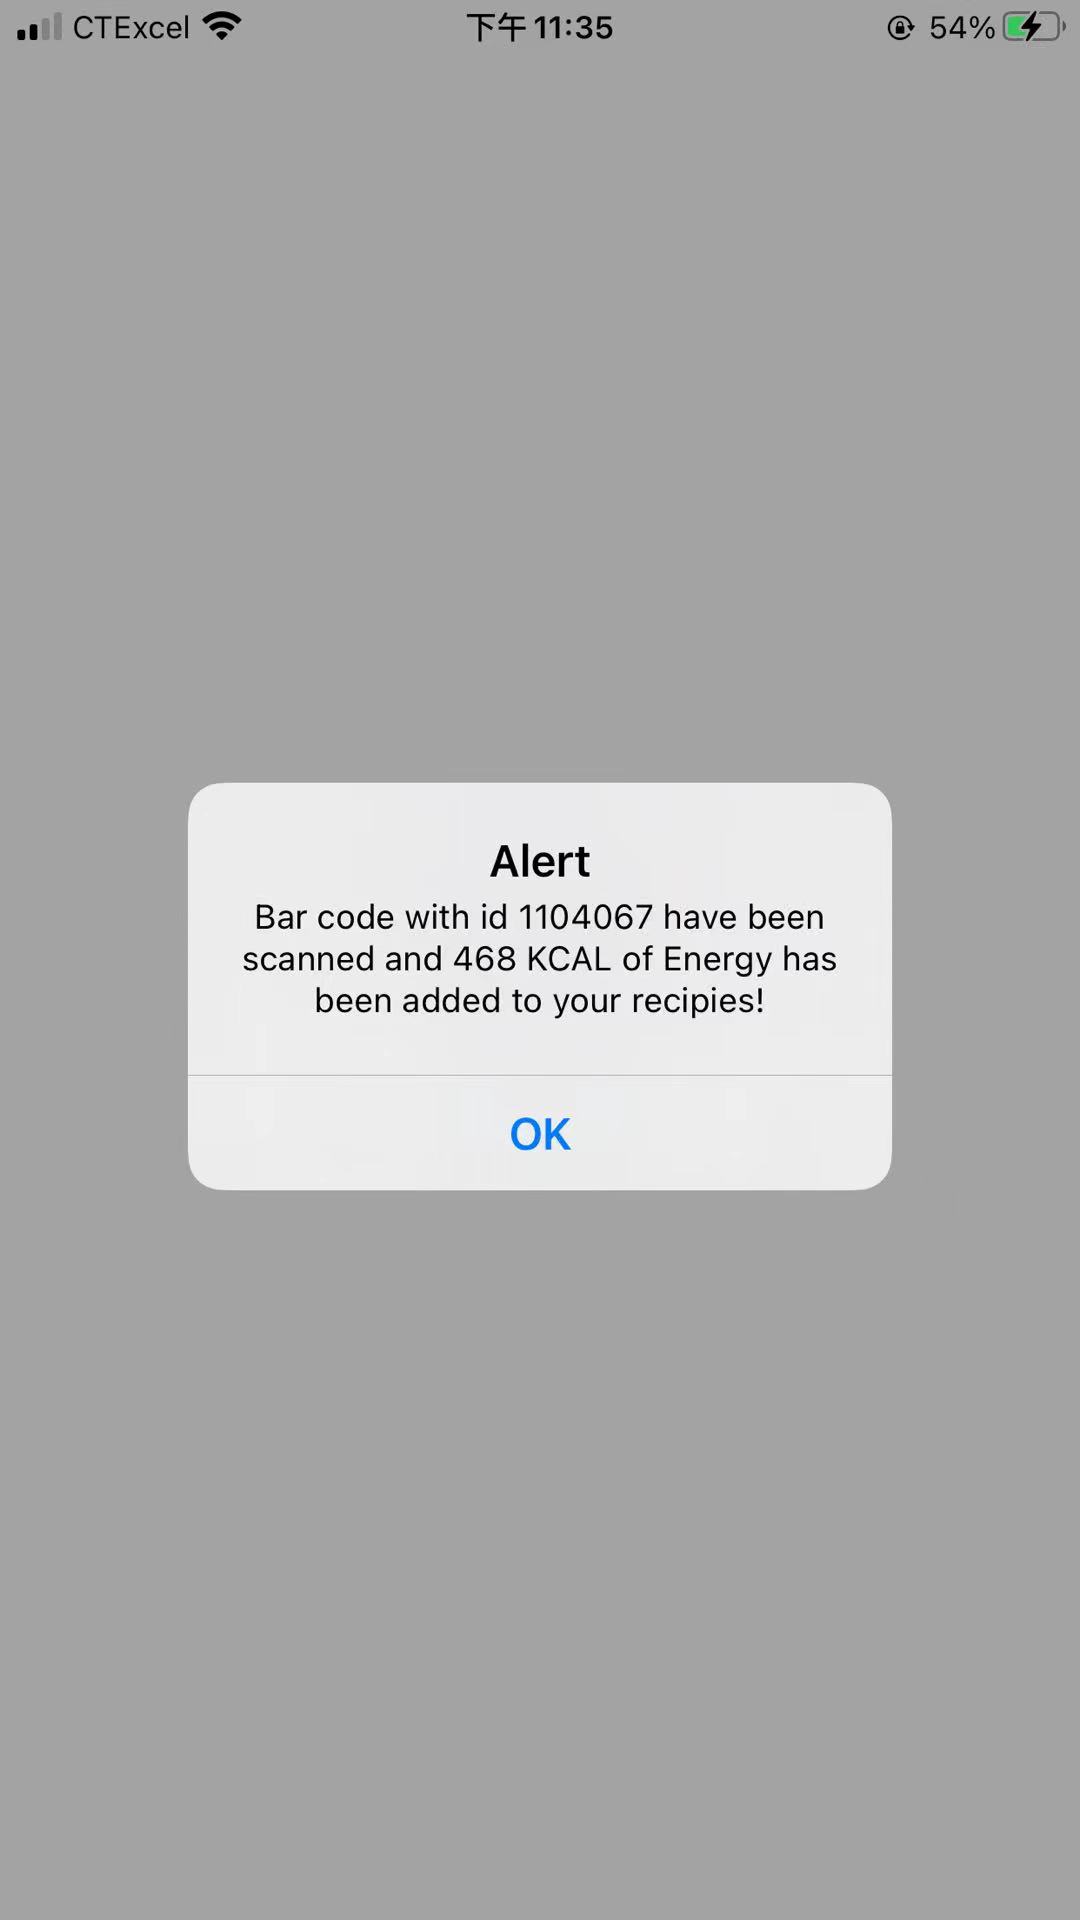 CTExcel 下午11:35 54%
Alert
Bar code with id 1104067 have been
scanned and 468 KCAL of Energy has
been added to your recipies!
OK